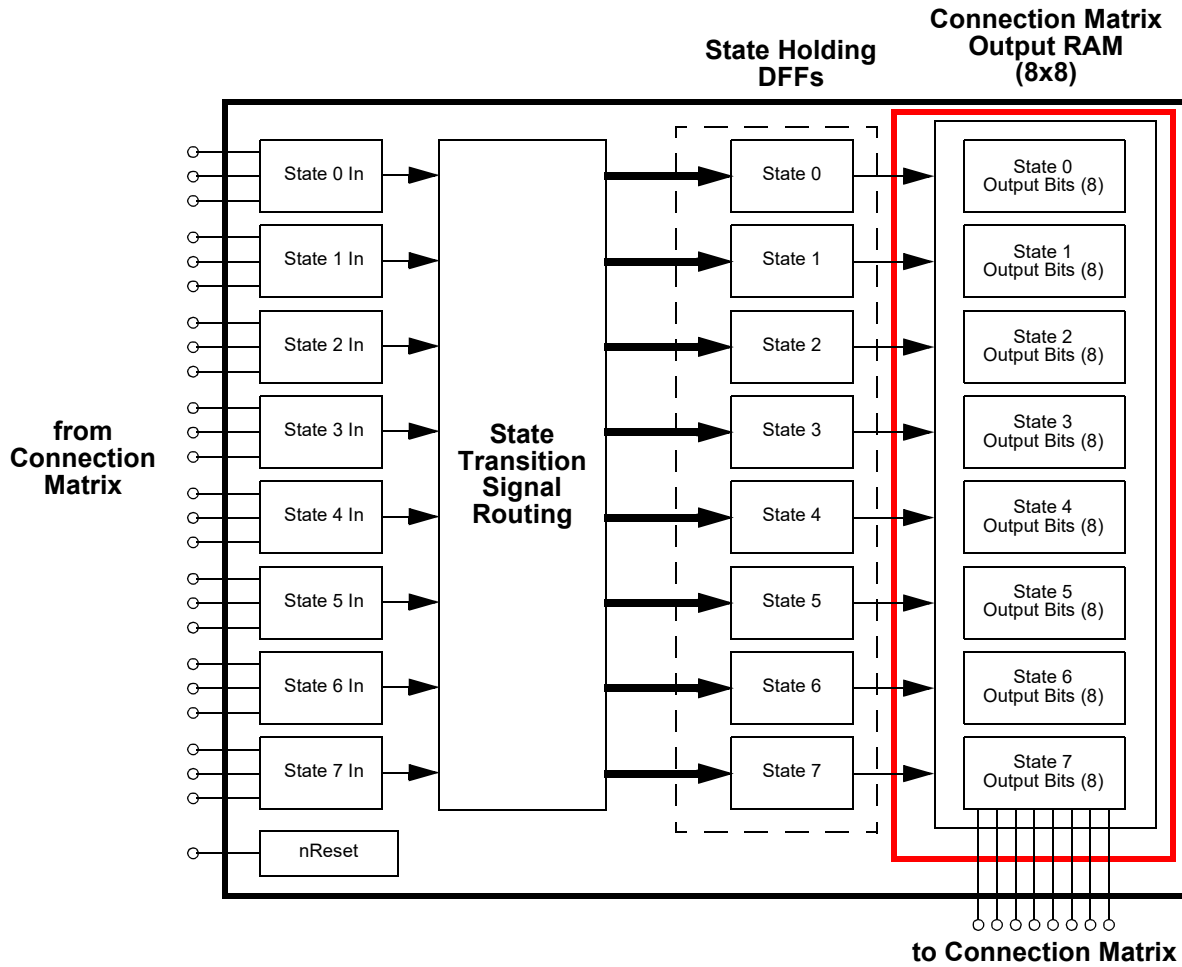 Connection Matrix
Output RAM
(8x8)
State Holding
DFFs
from
Connection
Matrix
State 0 In
State 1 In
State 2 In
State 3 In
State 4 In
State 5 In
State 6 In
State 7 In
nReset
State
Transition
Signal
Routing
State 0
State 1
State 2
State 3
State 4
State 5
State 6
State 7
State 0
Output Bits (8)
State 1
Output Bits (8)
State 2
Output Bits (8)
State 3
Output Bits (8)
State 4
Output Bits (8)
State 5
Output Bits (8)
State 6
Output Bits (8)
State 7
Output Bits (8)
to Connection Matrix